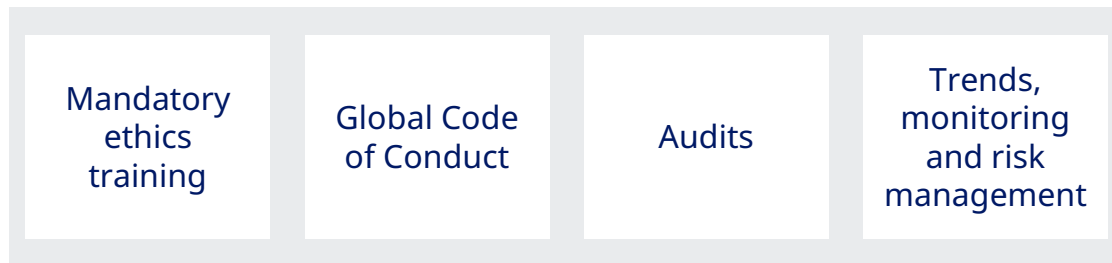 Mandatory
ethics
training
Global Code
of Conduct
Audits
Trends,
monitoring
and risk
management